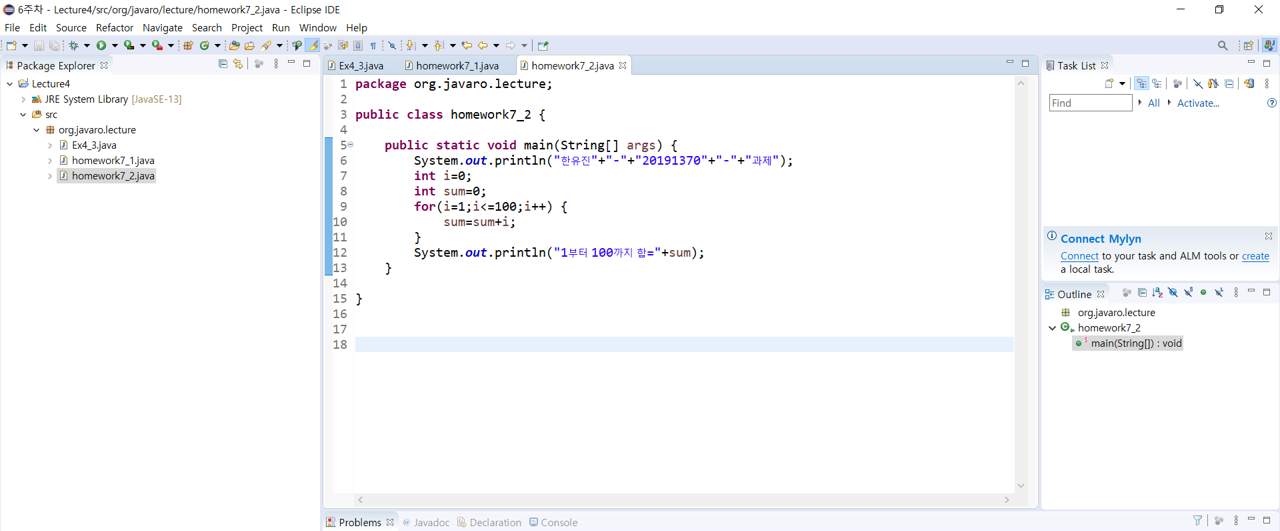 6주차 - Lecture4/src/org/javaro/lecture/homework7_2.java - Eclipse IDE
File Edit Source Refactor Navigate Search Project Run Window Help
Package Explorer
Lecture4
JRE System Library [JavaSE-13]
src
org.javaro.lecture
Ex4_3.java
homework7_1.java
homework7_2.java
Ex4_3.java homework7_1.java homework7_2.java
1 package org.javaro.lecture;
2
3 public class homework7_2 {
4
5 public static void main(String[] args) {
6 System.out.println("한유진"+"-"+"20191370"+"-"+"과제");
7 int i=0;
8 int sum=0;
9 for(i=1;i<=100;i++) {
10 sum=sum+i;
11 }
12 System.out.println("1부터 100까지 합="+sum);
13 }
14
15 }
16
17
18
Task List
Find All Activate...
Connect Mylyn
Connect to your task and ALM tools or create
a local task.
Outline
org.javaro.lecture
homework7_2
main(String[]) : void
Problems Javadoc Declaration Console